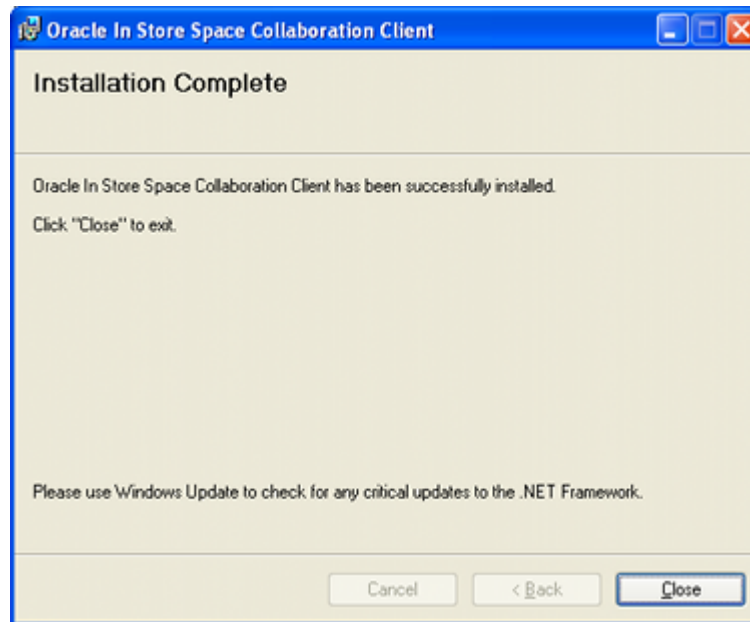 Oracle In Store Space Collaboration Client
Installation Complete
Oracle In Store Space Collaboration Client has been successfully installed.
Click "Close" to exit.
Please use Windows Update to check for any critical updates to the .NET Framework.
Cancel
< Back
Close